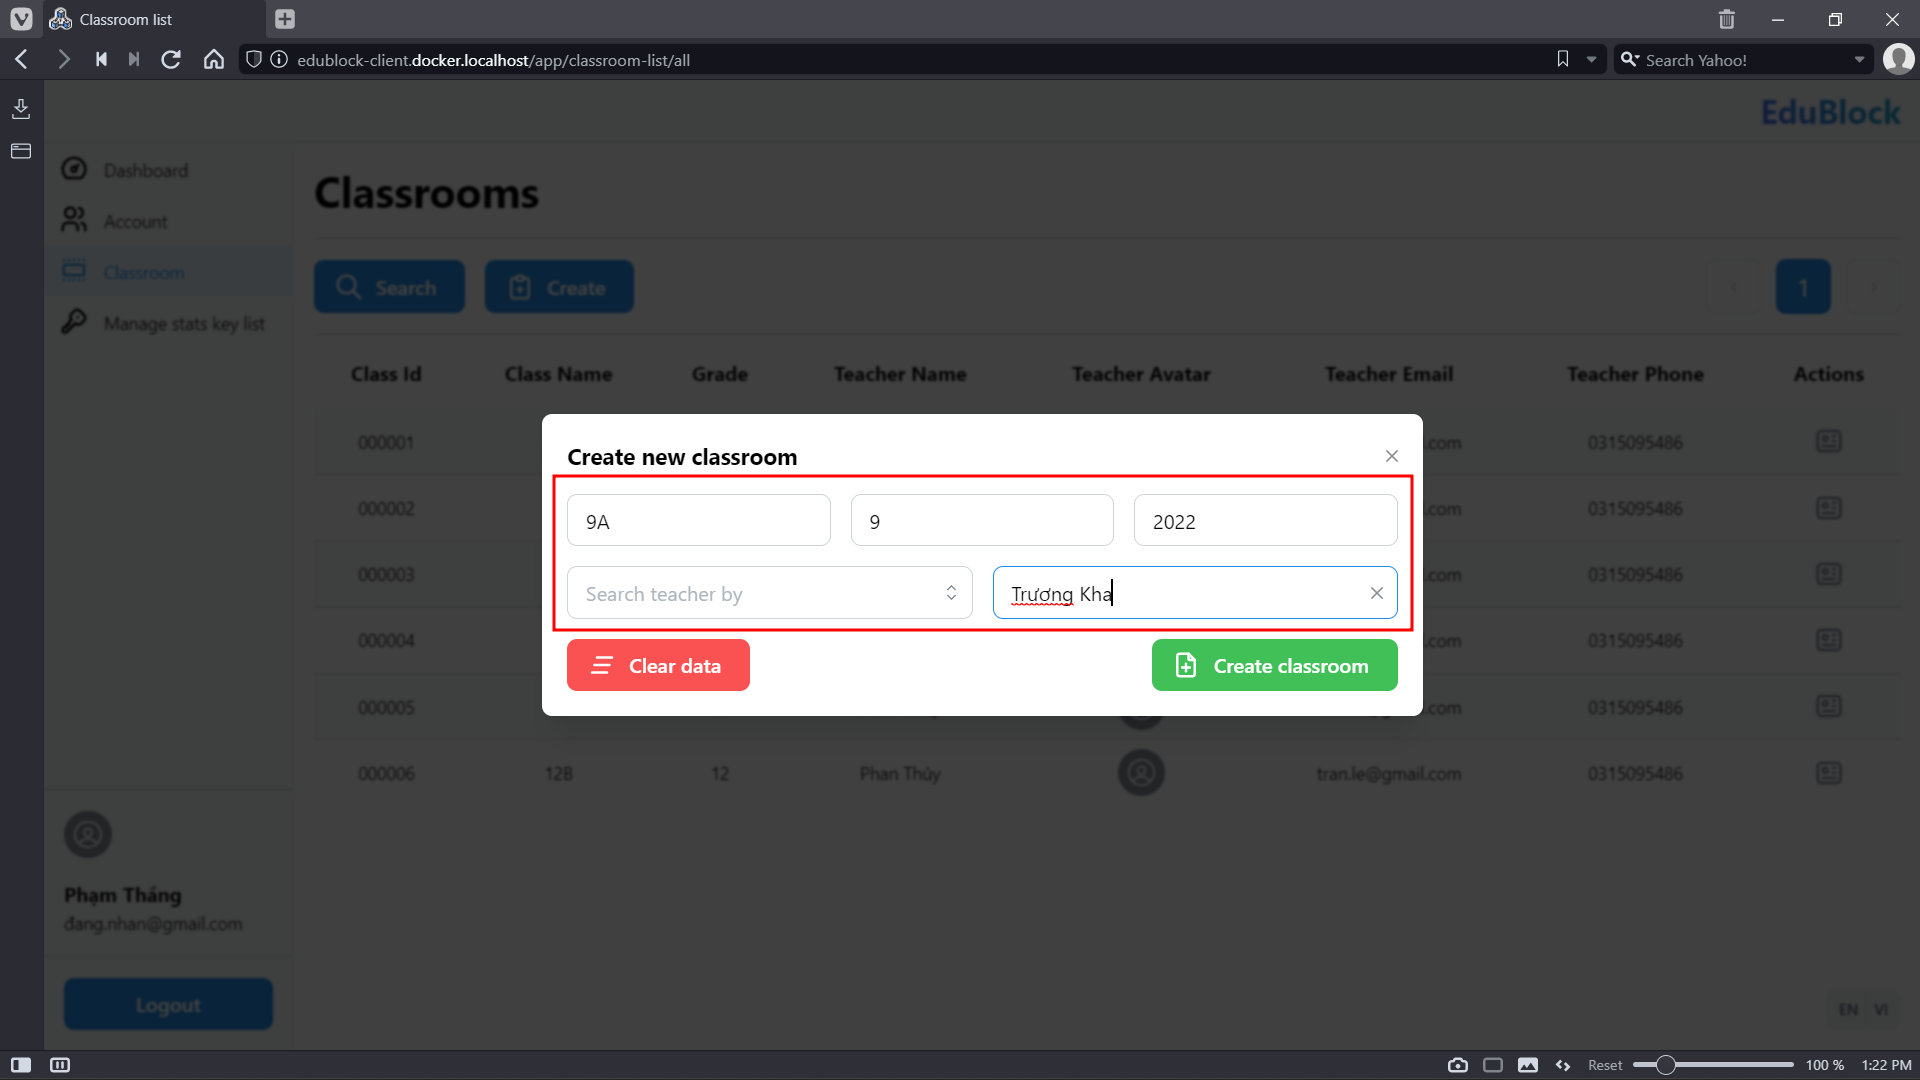 Classroom list
edublock-client.docker.localhost/app/classroom-list/all
Search Yahoo!
EduBlock
Dashboard
Account
Classroom
Manage stats key list
Classrooms
Search
Create
1
Class Id Class Name Grade Teacher Name Teacher Avatar Teacher Email Teacher Phone Actions
000001 .com 0315095486
000002 .com 0315095486
000003 .com 0315095486
000004 .com 0315095486
000005 .com 0315095486
000006 12B 12 Phan Thủy tran.le@gmail.com 0315095486
Create new classroom
9A
9
2022
Search teacher by
Trương Kha
Clear data
Create classroom
Phạm Thắng
đang.nhan@gmail.com
Logout
EN VI
Reset
100 %
1:22 PM